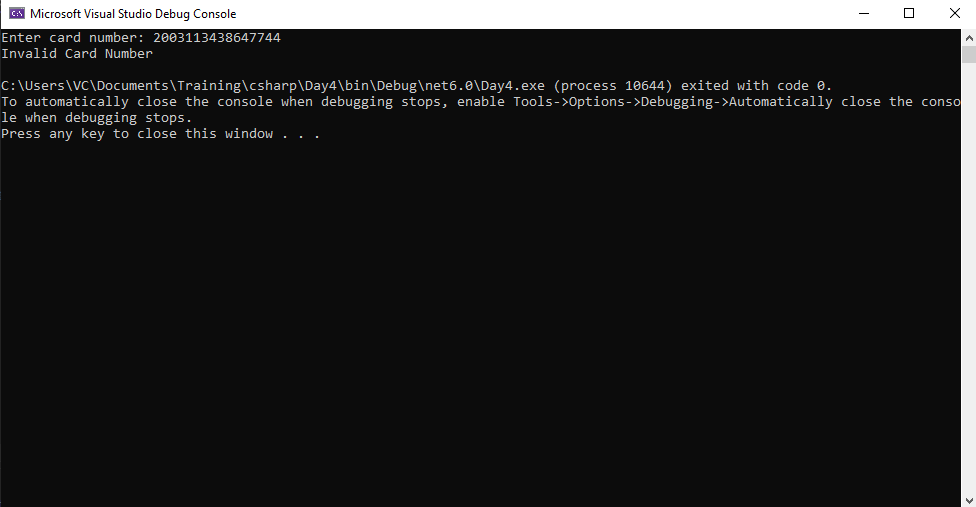 Microsoft Visual Studio Debug Console
Enter card number: 2003113438647744
Invalid Card Number
C:\Users\VC\Documents\Training\csharp\Day4\bin\Debug\net6.0\Day4.exe (process 10644) exited with code 0.
To automatically close the console when debugging stops, enable Tools->Options->Debugging->Automatically close the conso
le when debugging stops.
Press any key to close this window . . .